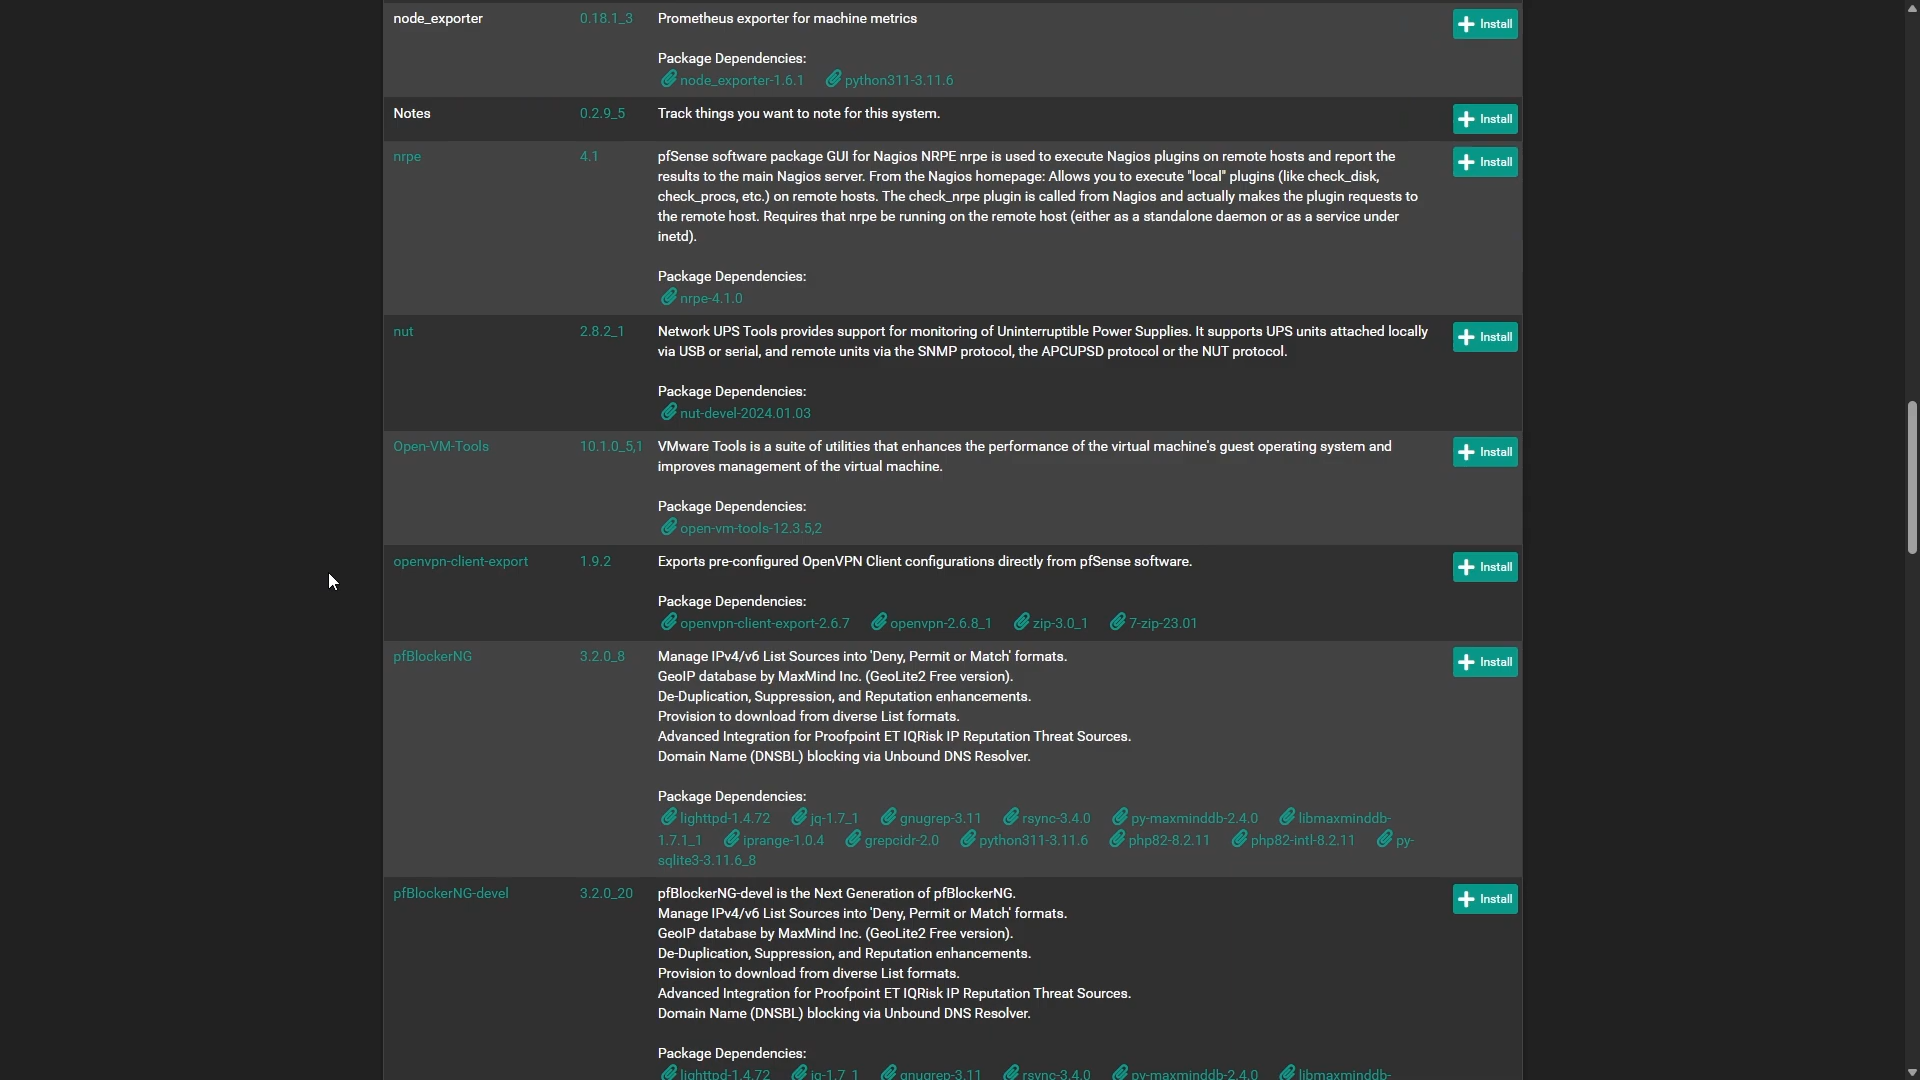 node_exporter 0.18.1_3 Prometheus exporter for machine metrics Install
Package Dependencies:
node_exporter-1.6.1 python311-3.11.6
Notes 0.2.9_5 Track things you want to note for this system. Install
nrpe 4.1 pfSense software package GUI for Nagios NRPE nrpe is used to execute Nagios plugins on remote hosts and report the Install
results to the main Nagios server. From the Nagios homepage: Allows you to execute "local" plugins (like check_disk,
check_procs, etc.) on remote hosts. The check_nrpe plugin is called from Nagios and actually makes the plugin requests to
the remote host. Requires that nrpe be running on the remote host (either as a standalone daemon or as a service under
inetd).
Package Dependencies:
nrpe-4.1.0
nut 2.8.2_1 Network UPS Tools provides support for monitoring of Uninterruptible Power Supplies. It supports UPS units attached locally Install
via USB or serial, and remote units via the SNMP protocol, the APCUPSD protocol or the NUT protocol.
Package Dependencies:
nut-devel-2024.01.03
Open-VM-Tools 10.1.0_5,1 VMware Tools is a suite of utilities that enhances the performance of the virtual machine's guest operating system and Install
improves management of the virtual machine.
Package Dependencies:
open-vm-tools-12.3.5,2
openvpn-client-export 1.9.2 Exports pre-configured OpenVPN Client configurations directly from pfSense software. Install
Package Dependencies:
openvpn-client-export-2.6.7 openvpn-2.6.8_1 zip-3.0_1 7-zip-23.01
pfBlockerNG 3.2.0_8 Manage IPv4/v6 List Sources into 'Deny, Permit or Match' formats. Install
GeoIP database by MaxMind Inc. (GeoLite2 Free version).
De-Duplication, Suppression, and Reputation enhancements.
Provision to download from diverse List formats.
Advanced Integration for Proofpoint ET IQRisk IP Reputation Threat Sources.
Domain Name (DNSBL) blocking via Unbound DNS Resolver.
Package Dependencies:
lighttpd-1.4.72 jq-1.7_1 gnugrep-3.11 rsync-3.4.0 py-maxminddb-2.4.0 libmaxminddb-
1.7.1_1 iprange-1.0.4 grepcidr-2.0 python311-3.11.6 php82-8.2.11 php82-intl-8.2.11 py-
sqlite3-3.11.6_8
pfBlockerNG-devel 3.2.0_20 pfBlockerNG-devel is the Next Generation of pfBlockerNG. Install
Manage IPv4/v6 List Sources into 'Deny, Permit or Match' formats.
GeoIP database by MaxMind Inc. (GeoLite2 Free version).
De-Duplication, Suppression, and Reputation enhancements.
Provision to download from diverse List formats.
Advanced Integration for Proofpoint ET IQRisk IP Reputation Threat Sources.
Domain Name (DNSBL) blocking via Unbound DNS Resolver.
Package Dependencies:
lighttpd-1.4.72 jq-1.7_1 gnugrep-3.11 rsync-3.4.0 py-maxminddb-2.4.0 libmaxminddb-